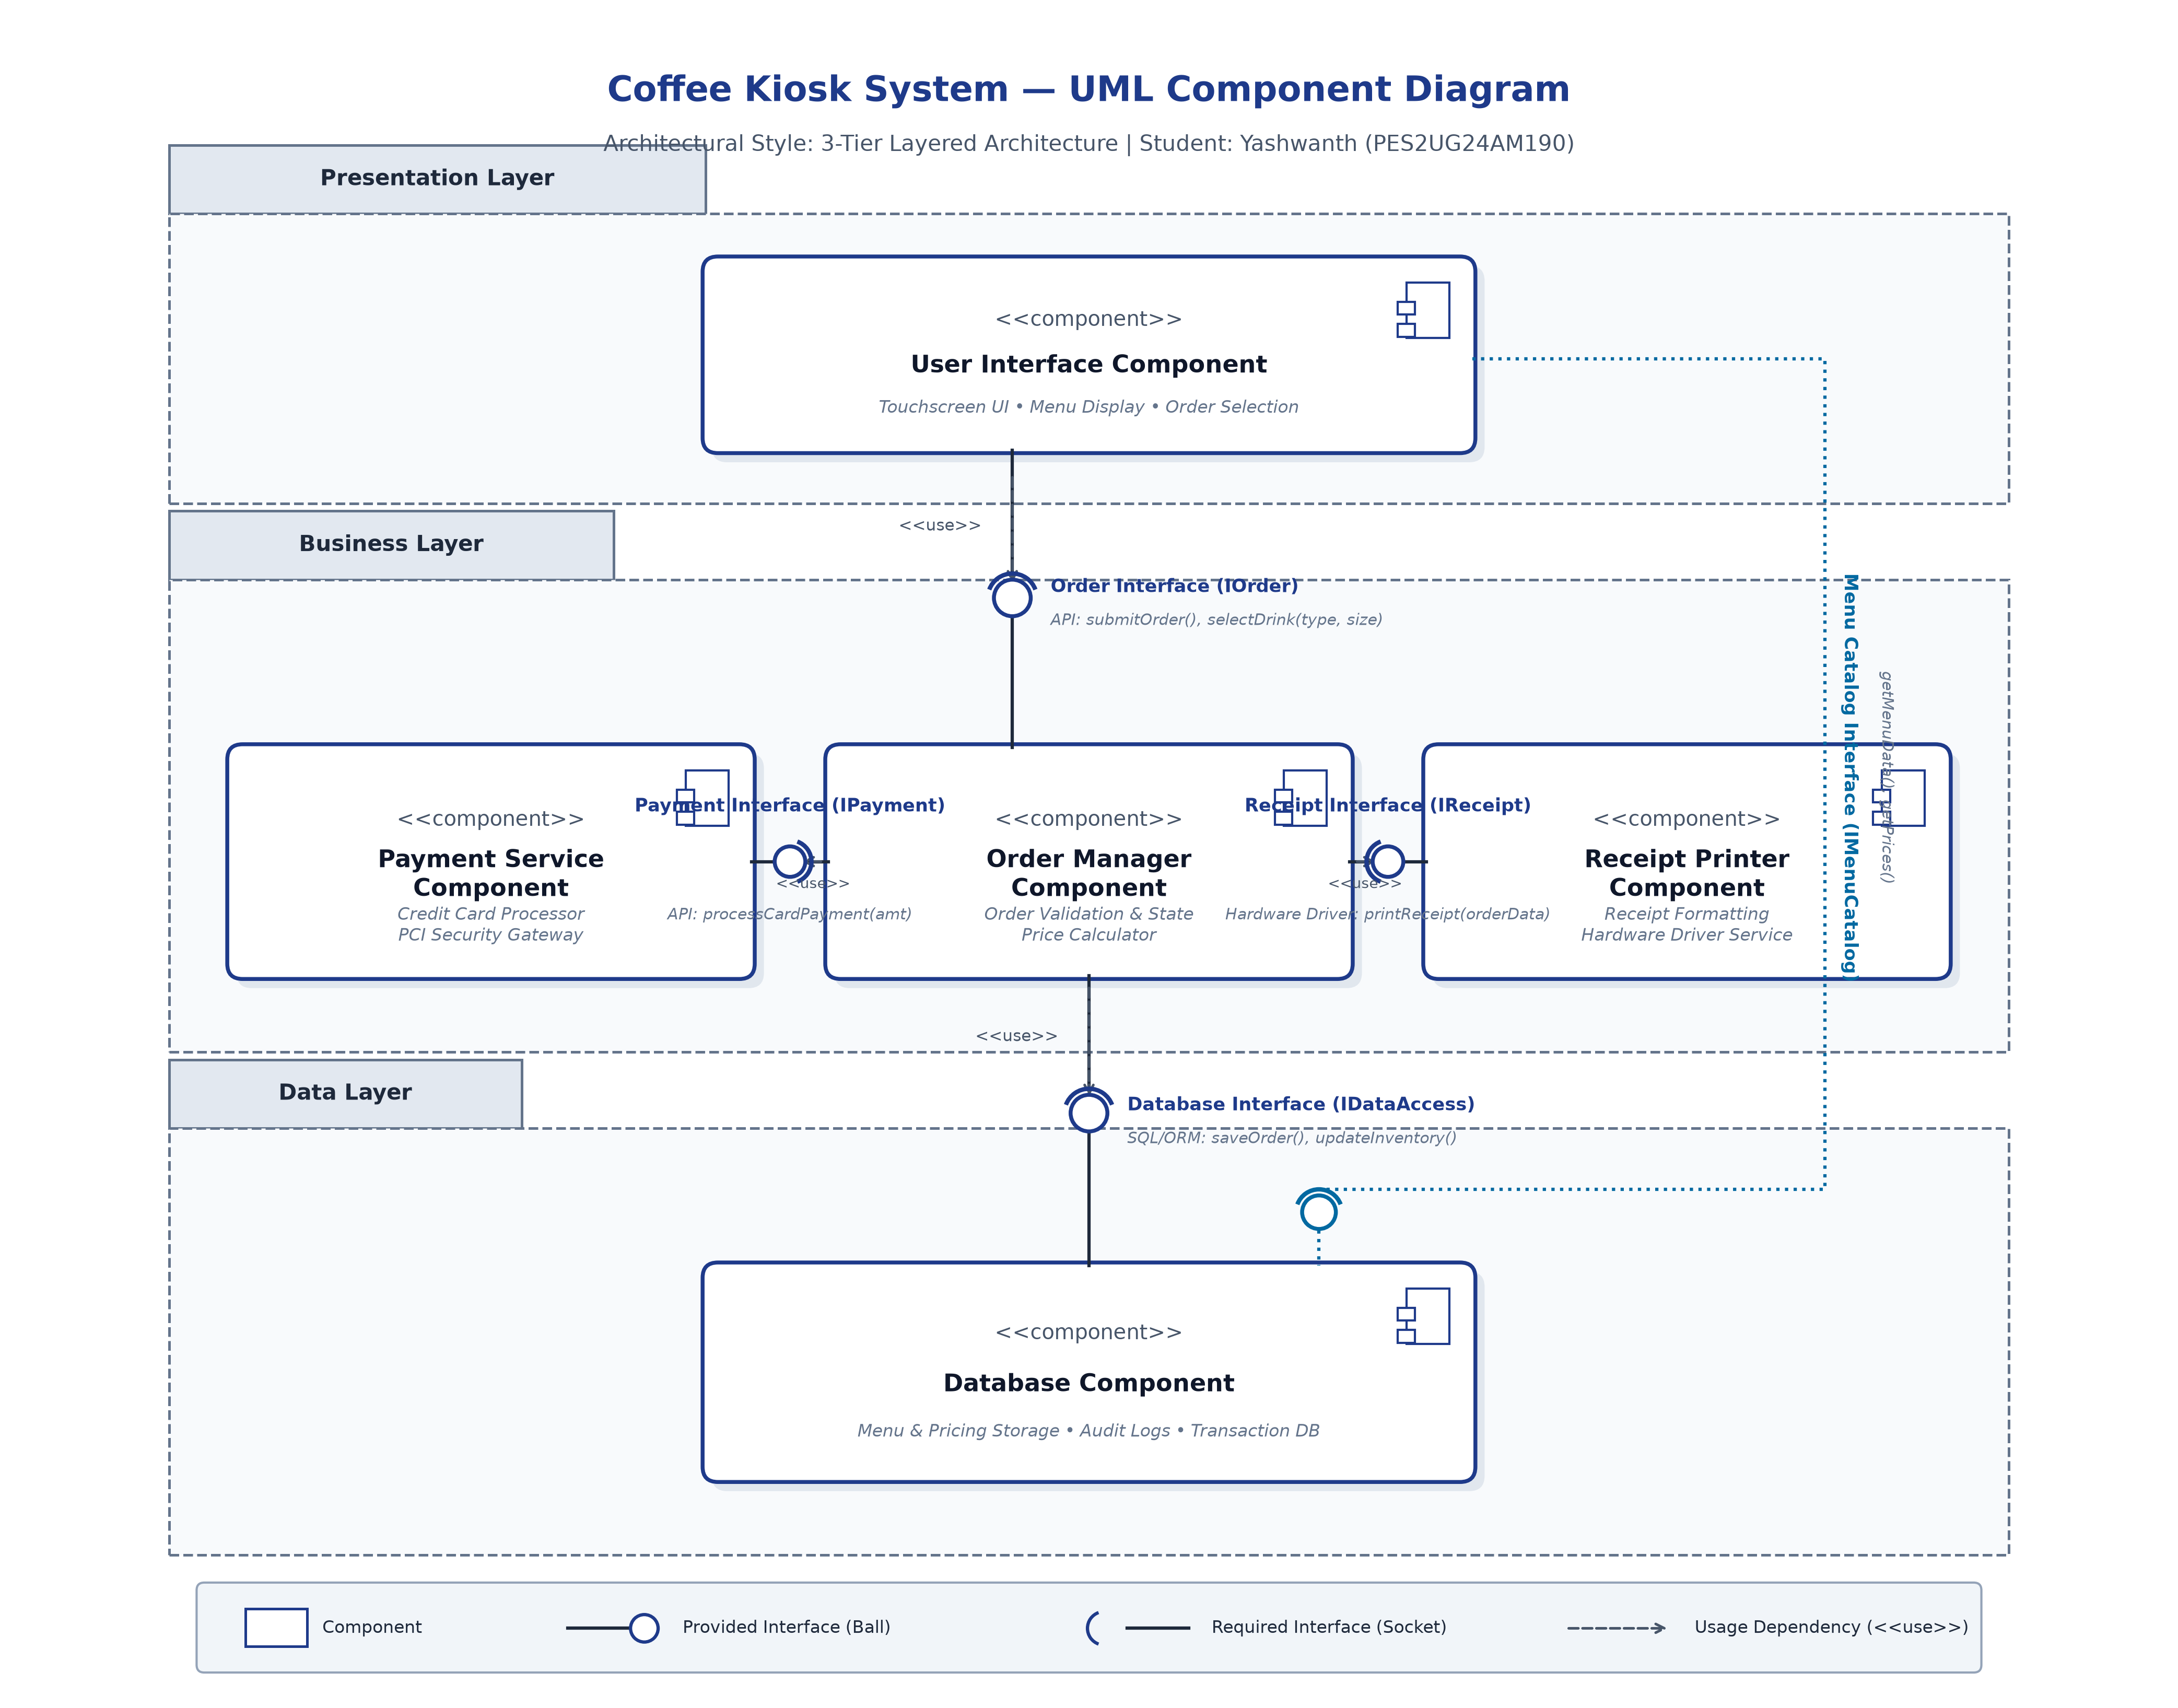 Coffee Kiosk System — UML Component Diagram
Architectural Style: 3-Tier Layered Architecture | Student: Yashwanth (PES2UG24AM190)
Presentation Layer
<<component>>
User Interface Component
Touchscreen UI • Menu Display • Order Selection
<<use>>
Business Layer
Order Interface (IOrder)
API: submitOrder(), selectDrink(type, size)
Menu Catalog Interface (IMenuCatalog)
getMenuData(), getPrices()
Payment Interface (IPayment)
<<component>>
Payment Service
Component
Credit Card Processor
PCI Security Gateway
<<use>>
API: processCardPayment(amt)
<<component>>
Order Manager
Component
Order Validation & State
Price Calculator
Receipt Interface (IReceipt)
<<use>>
Hardware Driver: printReceipt(orderData)
<<component>>
Receipt Printer
Component
Receipt Formatting
Hardware Driver Service
<<use>>
Data Layer
Database Interface (IDataAccess)
SQL/ORM: saveOrder(), updateInventory()
<<component>>
Database Component
Menu & Pricing Storage • Audit Logs • Transaction DB
Component
Provided Interface (Ball)
Required Interface (Socket)
Usage Dependency (<<use>>)